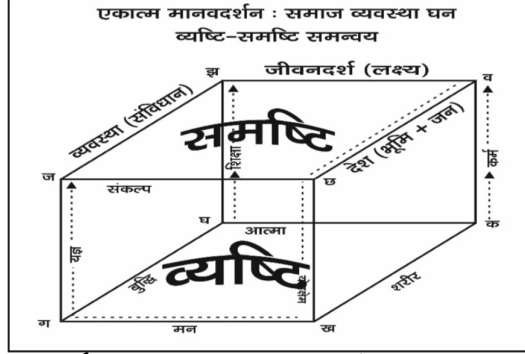 एकात्म मानवदर्शन : समाज व्यवस्था घन
व्यष्टि-समष्टि समन्वय
झ
जीवनदर्श (लक्ष्य)
व
व्यवस्था (संविधान)
समष्टि
शिक्षा
देश (भूमि + जन)
कर्म
ज
संकल्प
छ
घ
आत्मा
क
यज्ञ
बुद्धि
व्यष्टि
शरीर
ग
मन
ख